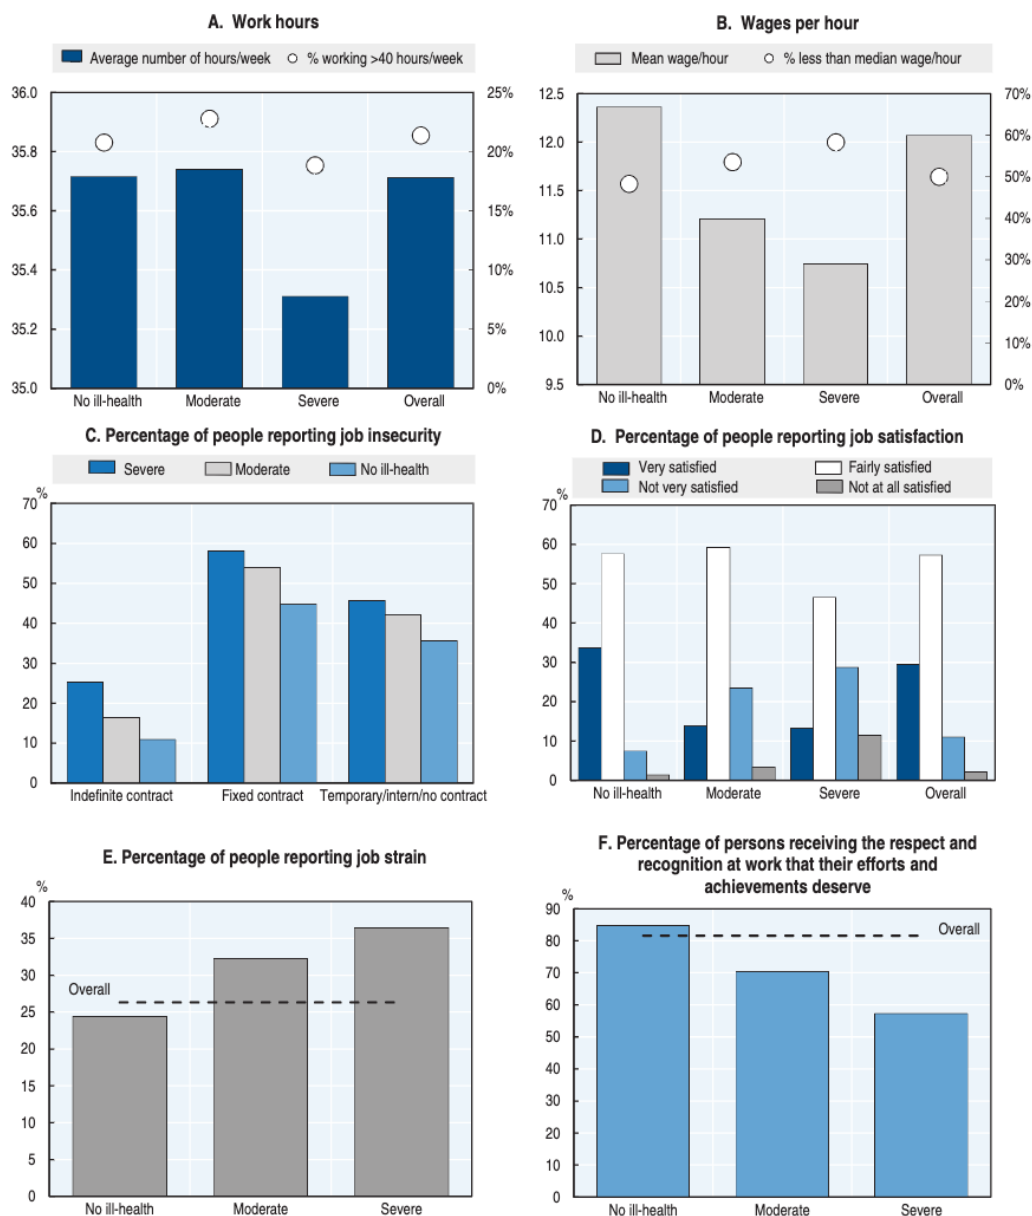 A. Work hours
Average number of hours/week % working >40 hours/week
36.0 25%
35.8 20%
35.6 15%
35.4 10%
35.2 5%
35.0 0%
No ill-health Moderate Severe Overall
B. Wages per hour
Mean wage/hour % less than median wage/hour
12.5 70%
12.0 60%
11.5 50%
11.0 40%
10.5 30%
10.0 20%
9.5 10%
0%
No ill-health Moderate Severe Overall
C. Percentage of people reporting job insecurity
Severe Moderate No ill-health
%
70
60
50
40
30
20
10
0
Indefinite contract Fixed contract Temporary/intern/no contract
D. Percentage of people reporting job satisfaction
Very satisfied Fairly satisfied
Not very satisfied Not at all satisfied
%
70
60
50
40
30
20
10
0
No ill-health Moderate Severe Overall
E. Percentage of people reporting job strain
%
40
35
30
Overall
25
20
15
10
5
0
No ill-health Moderate Severe
F. Percentage of persons receiving the respect and
recognition at work that their efforts and
achievements deserve
%
90
Overall
80
70
60
50
40
30
20
10
0
No ill-health Moderate Severe